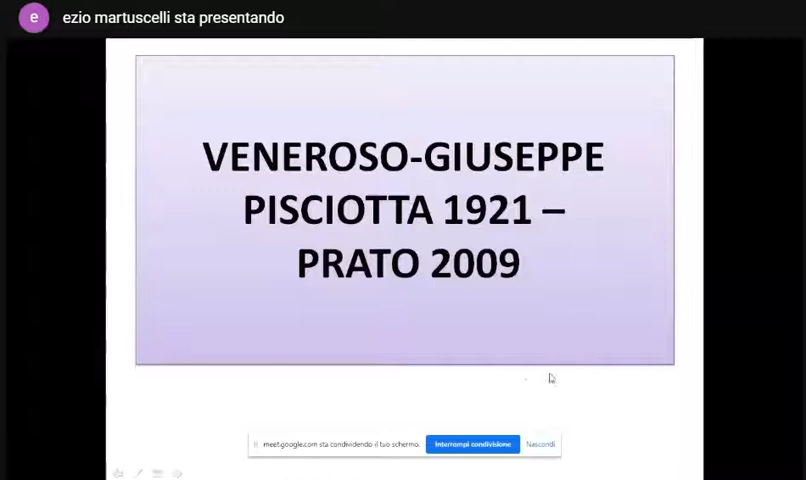 e
ezio martuscelli sta presentando
VENEROSO-GIUSEPPE
PISCIOTTA 1921 –
PRATO 2009
meet.google.com sta condividendo il tuo schermo.
Interrompi condivisione
Nascondi